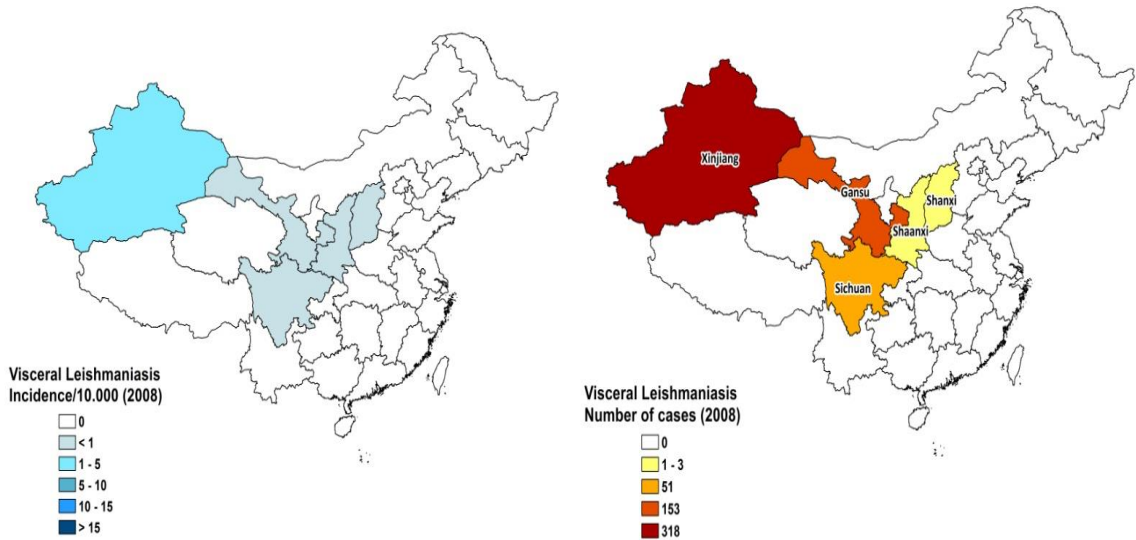 Visceral Leishmaniasis
Incidence/10.000 (2008)
0
< 1
1 - 5
5 - 10
10 - 15
> 15
Xinjiang
Gansu
Shanxi
Shaanxi
Sichuan
Visceral Leishmaniasis
Number of cases (2008)
0
1 - 3
51
153
318